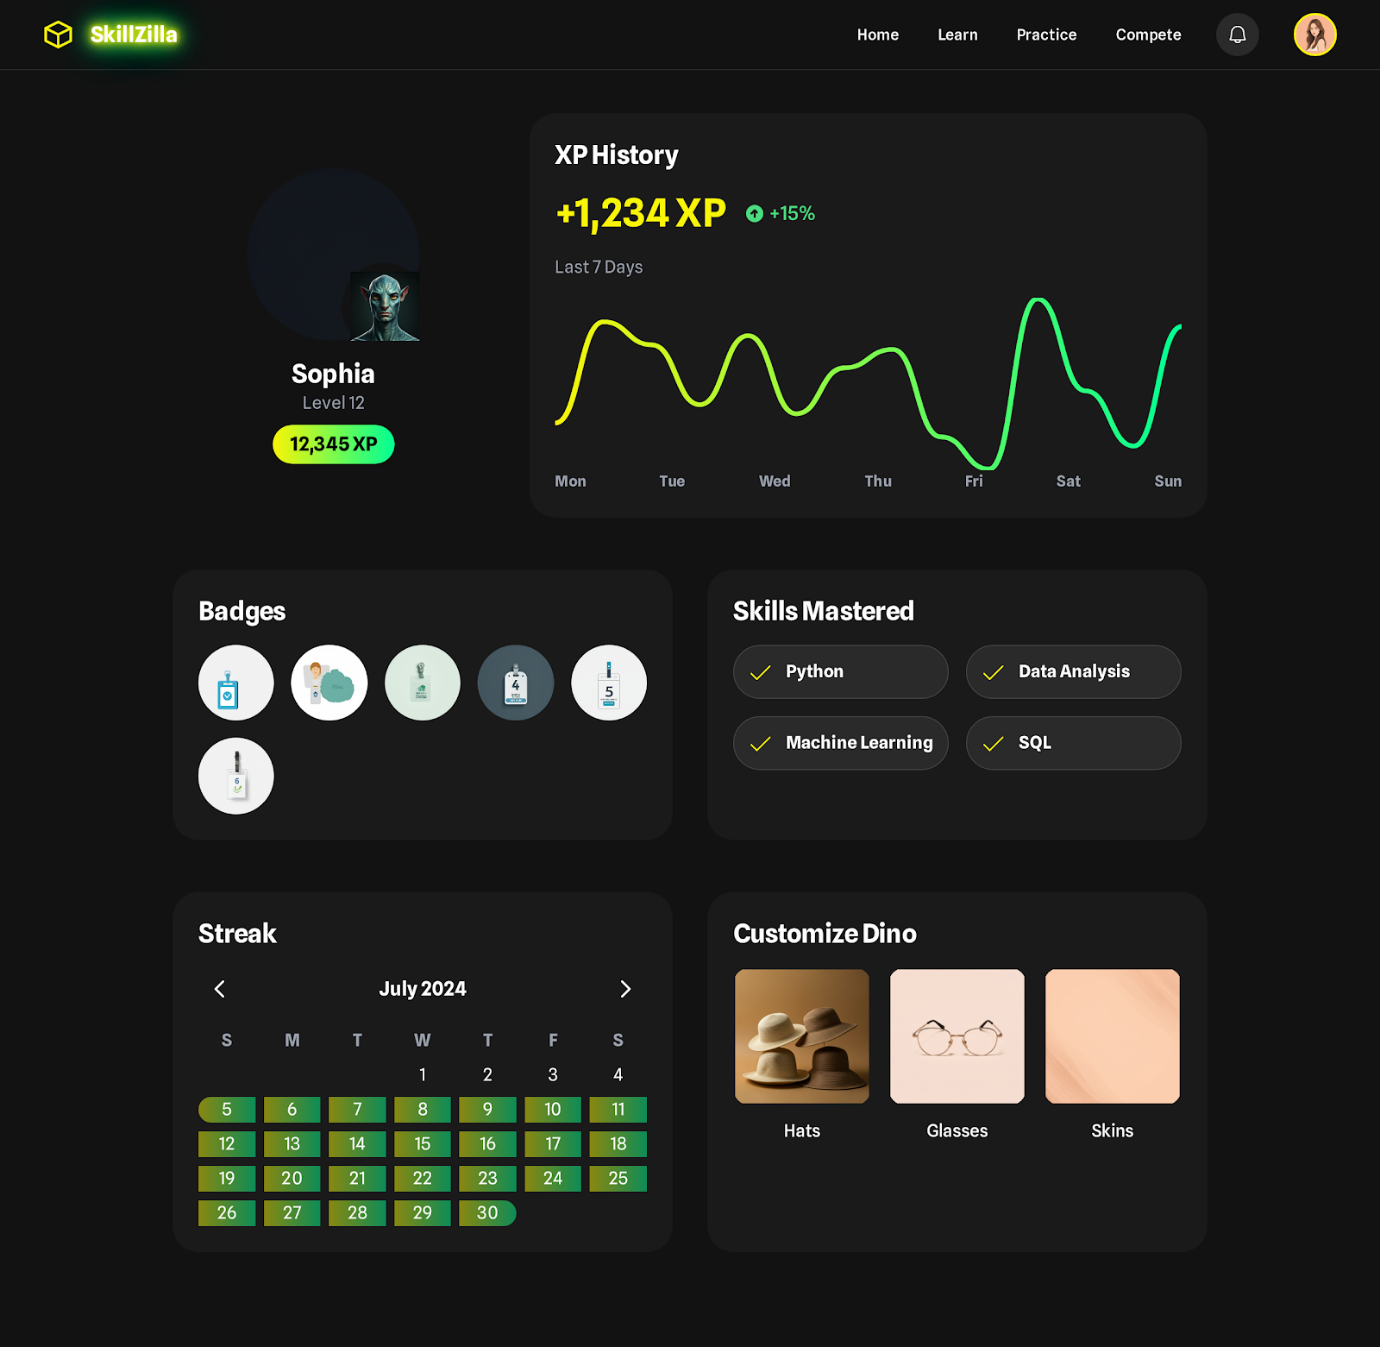 SkillZilla
Home Learn Practice Compete
XP History
+1,234 XP +15%
Last 7 Days
Mon Tue Wed Thu Fri Sat Sun
Sophia
Level 12
12,345 XP
Badges
4
5
6
Skills Mastered
Python Data Analysis
Machine Learning SQL
Streak
July 2024
S M T W T F S
1 2 3 4
5 6 7 8 9 10 11
12 13 14 15 16 17 18
19 20 21 22 23 24 25
26 27 28 29 30
Customize Dino
Hats Glasses Skins